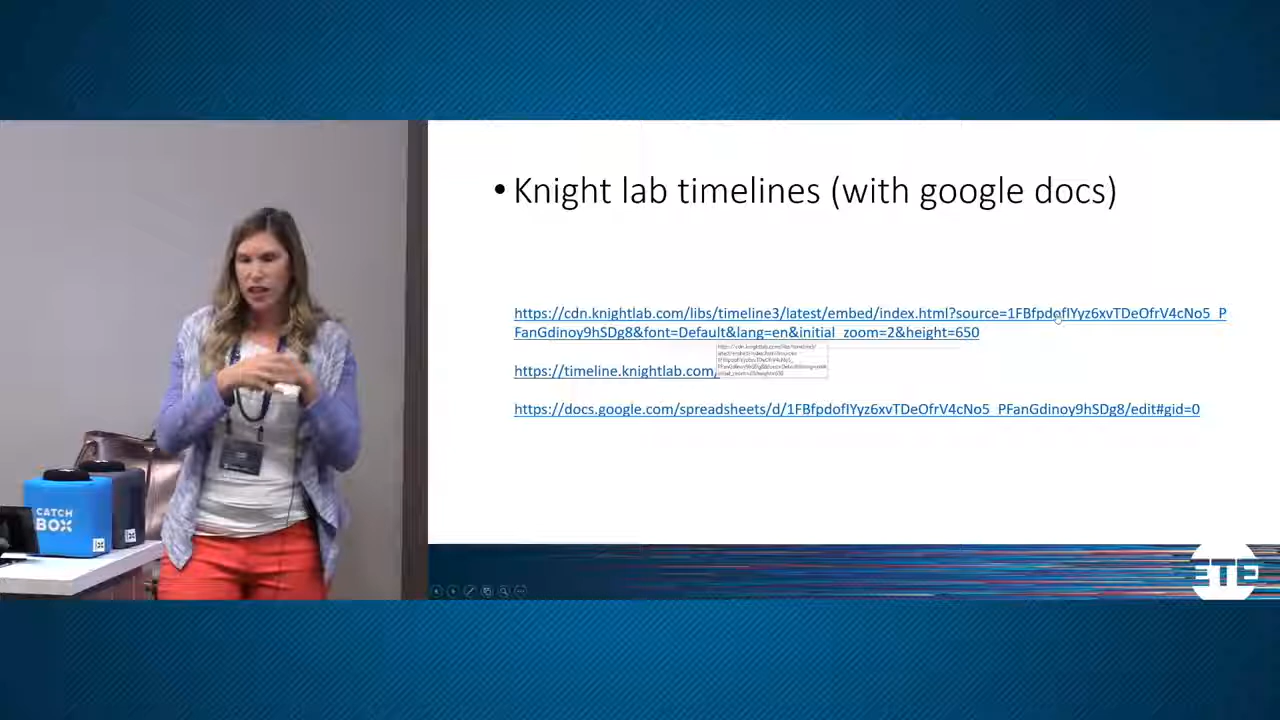 • Knight lab timelines (with google docs)
https://cdn.knightlab.com/libs/timeline3/latest/embed/index.html?source=1FBfpdofIYyz6xvTDeOfrV4cNo5_P
FanGdinoy9hSDg8&font=Default&lang=en&initial_zoom=2&height=650
https://timeline.knightlab.com/
https://docs.google.com/spreadsheets/d/1FBfpdofIYyz6xvTDeOfrV4cNo5_PFanGdinoy9hSDg8/edit#gid=0
CATCH
BOX